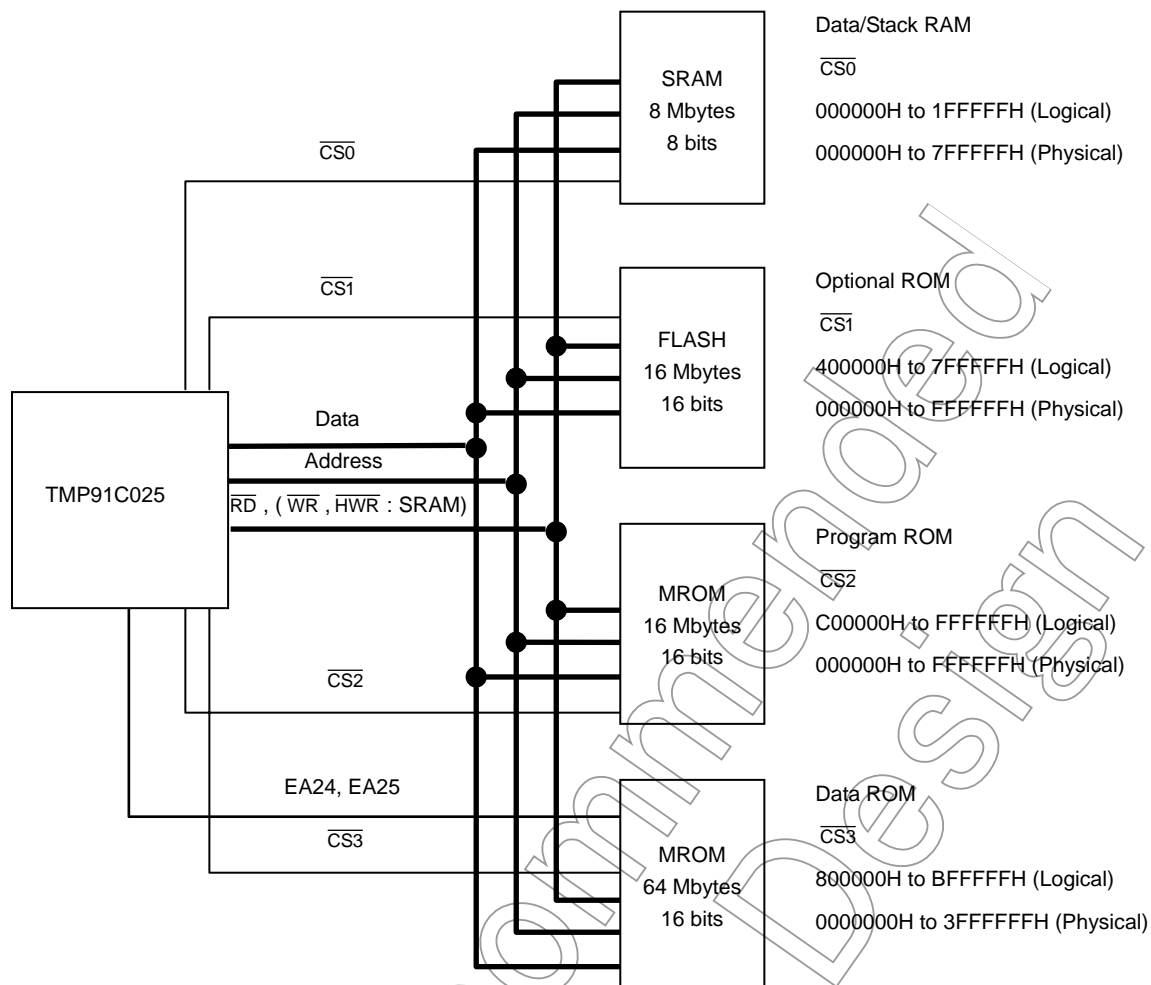 Data/Stack RAM
SRAM
8 Mbytes
8 bits
CS0
000000H to 1FFFFFH (Logical)
000000H to 7FFFFFH (Physical)
CS0
CS1
FLASH
16 Mbytes
16 bits
Optional ROM
CS1
400000H to 7FFFFFH (Logical)
000000H to FFFFFFH (Physical)
TMP91C025
Data
Address
RD , ( WR , HWR : SRAM)
MROM
16 Mbytes
16 bits
Program ROM
CS2
C00000H to FFFFFFH (Logical)
000000H to FFFFFFH (Physical)
CS2
EA24, EA25
CS3
MROM
64 Mbytes
16 bits
Data ROM
CS3
800000H to BFFFFFH (Logical)
0000000H to 3FFFFFFH (Physical)
ommended
Design